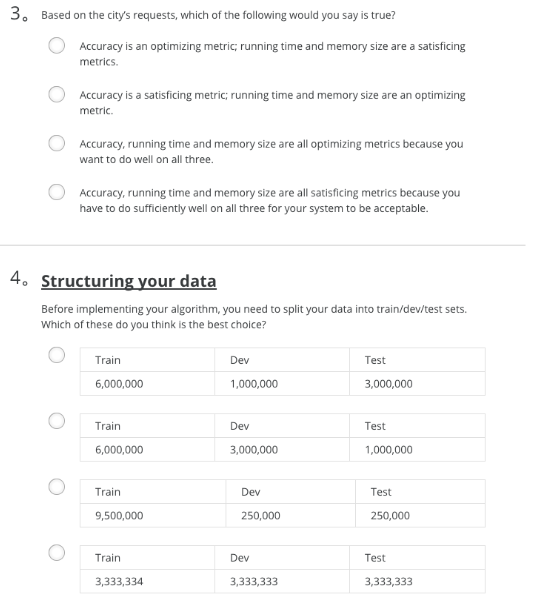 3. Based on the city's requests, which of the following would you say is true?
Accuracy is an optimizing metric; running time and memory size are a satisficing
metrics.
Accuracy is a satisficing metric; running time and memory size are an optimizing
metric.
Accuracy, running time and memory size are all optimizing metrics because you
want to do well on all three.
Accuracy, running time and memory size are all satisficing metrics because you
have to do sufficiently well on all three for your system to be acceptable.
4. Structuring your data
Before implementing your algorithm, you need to split your data into train/dev/test sets.
Which of these do you think is the best choice?
Train Dev Test
6,000,000 1,000,000 3,000,000
Train Dev Test
6,000,000 3,000,000 1,000,000
Train Dev Test
9,500,000 250,000 250,000
Train Dev Test
3,333,334 3,333,333 3,333,333